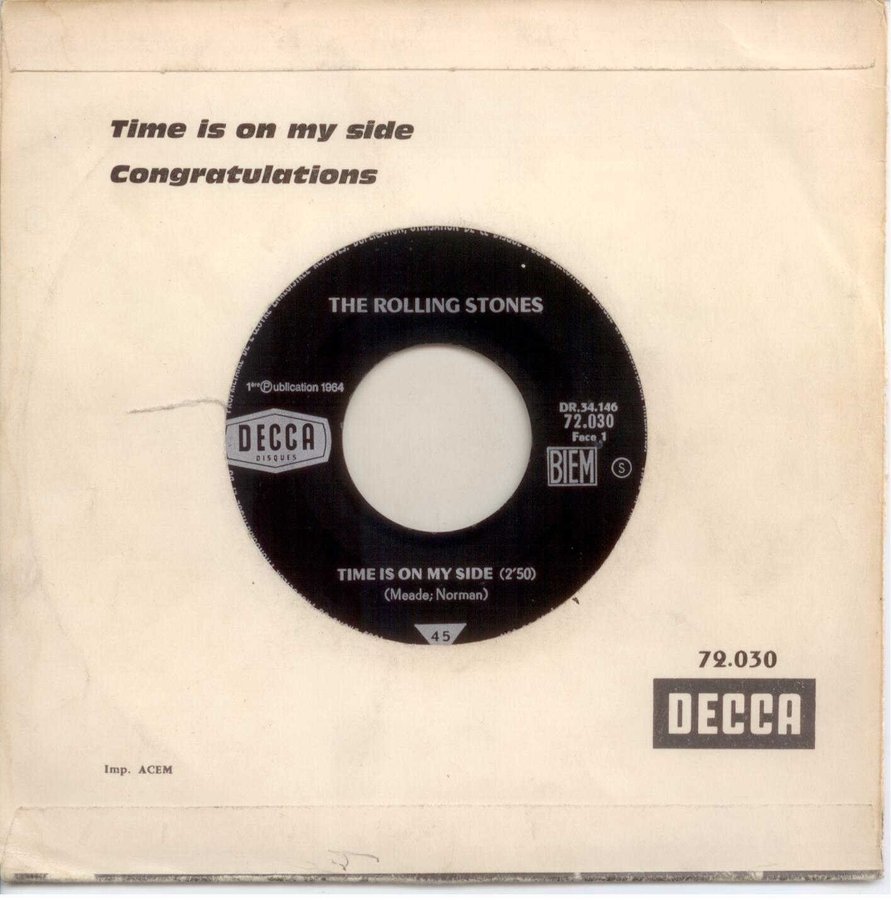 Time is on my side
Congratulations
THE ROLLING STONES
1ère Ⓟublication 1964
DECCA
DISQUES
DR.34.146
72.030
Face 1
BIEM
S
TIME IS ON MY SIDE (2'50)
(Meade; Norman)
45
72.030
DECCA
Imp. ACEM